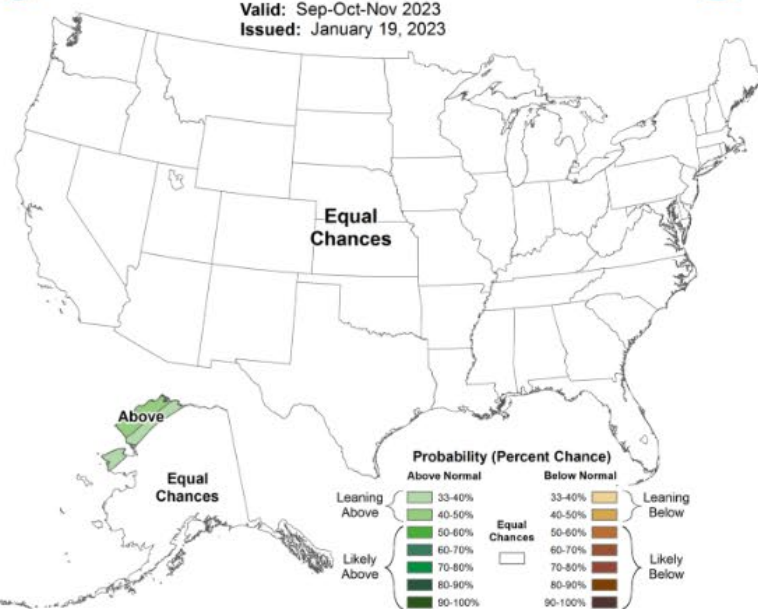 Valid: Sep-Oct-Nov 2023
Issued: January 19, 2023
Equal
Chances
Above
Equal
Chances
Probability (Percent Chance)
Above Normal
Below Normal
Leaning
Above
33-40%
40-50%
Likely
Above
50-60%
60-70%
70-80%
80-90%
90-100%
Equal
Chances
33-40%
40-50%
Leaning
Below
50-60%
60-70%
70-80%
80-90%
90-100%
Likely
Below